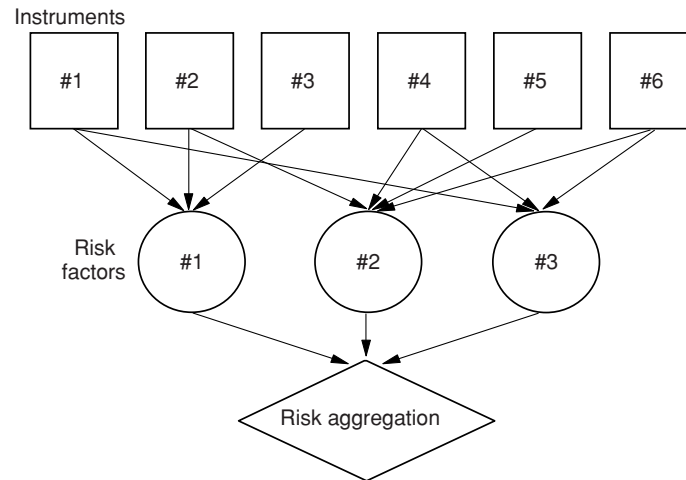 Instruments
#1
#2
#3
#4
#5
#6
Risk
factors
#1
#2
#3
Risk aggregation